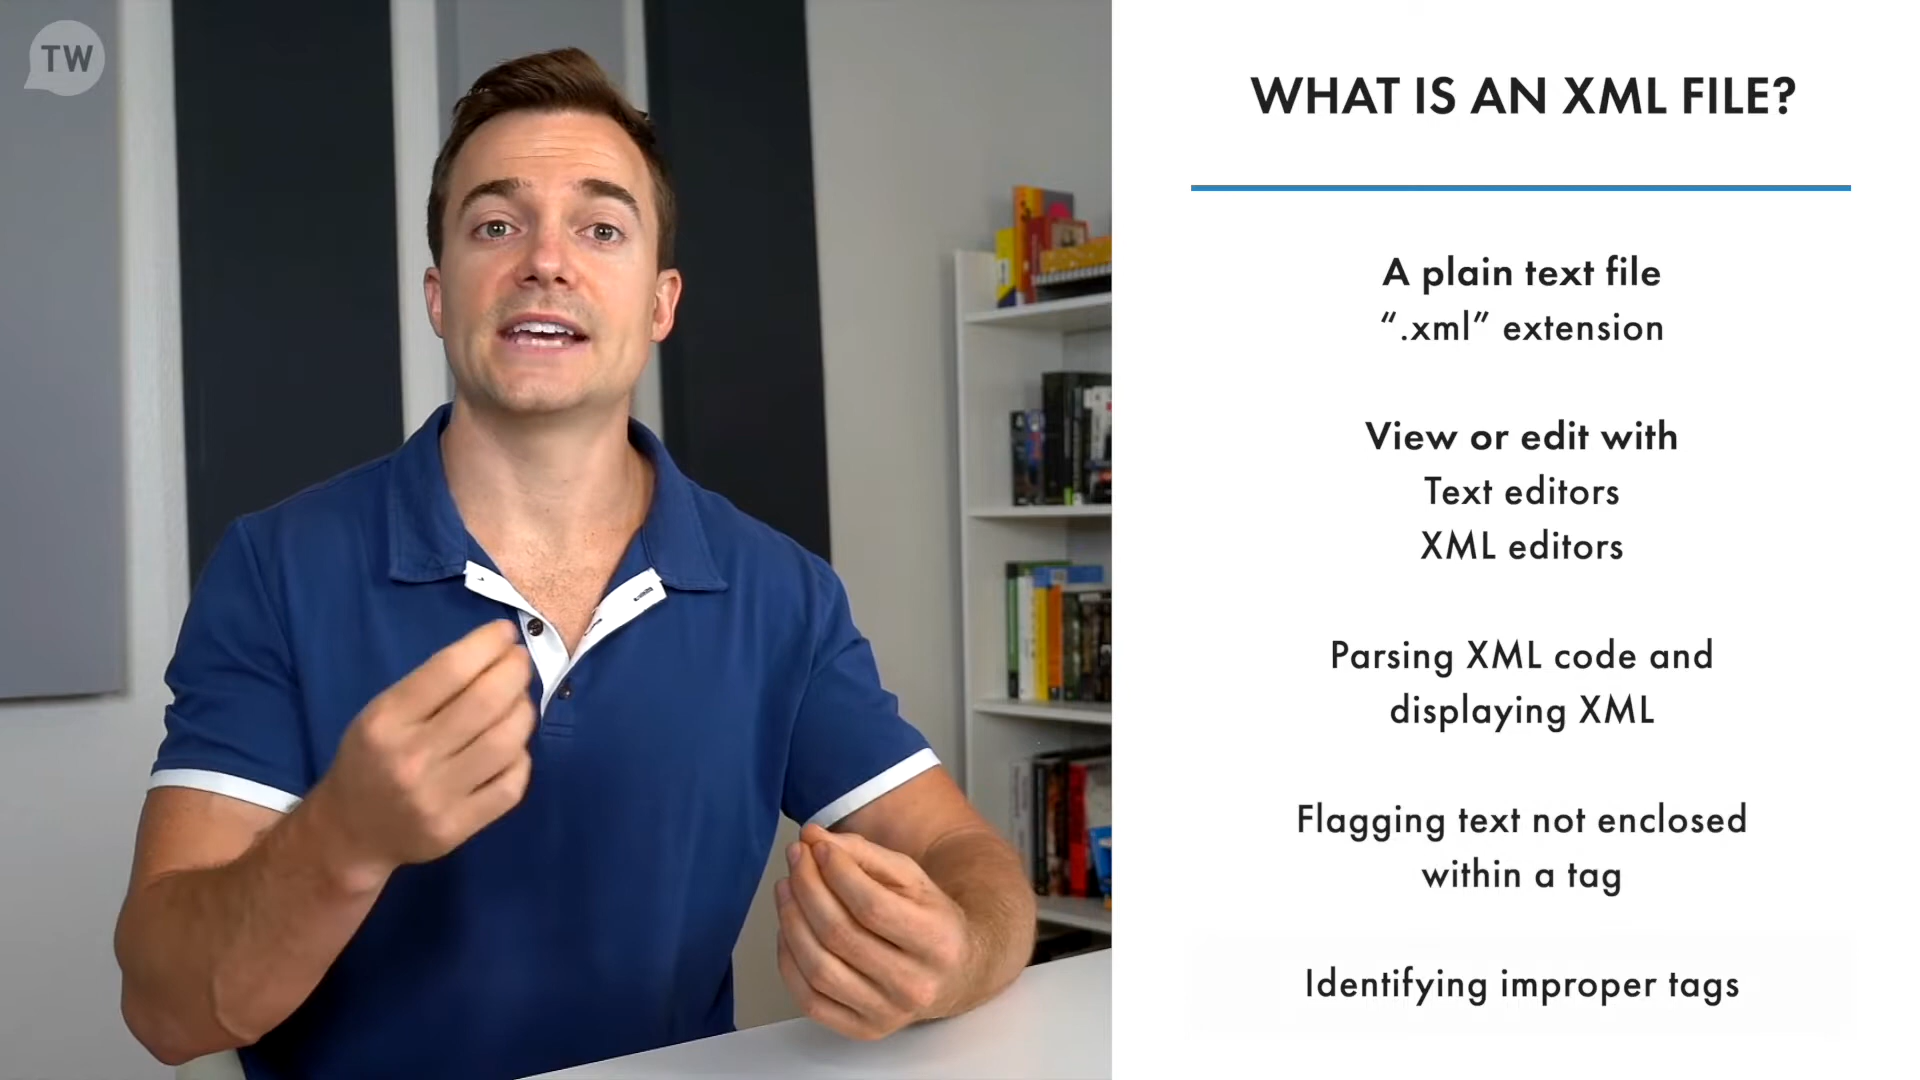 TW
WHAT IS AN XML FILE?
A plain text file
“.xml” extension
View or edit with
Text editors
XML editors
Parsing XML code and
displaying XML
Flagging text not enclosed
within a tag
Identifying improper tags